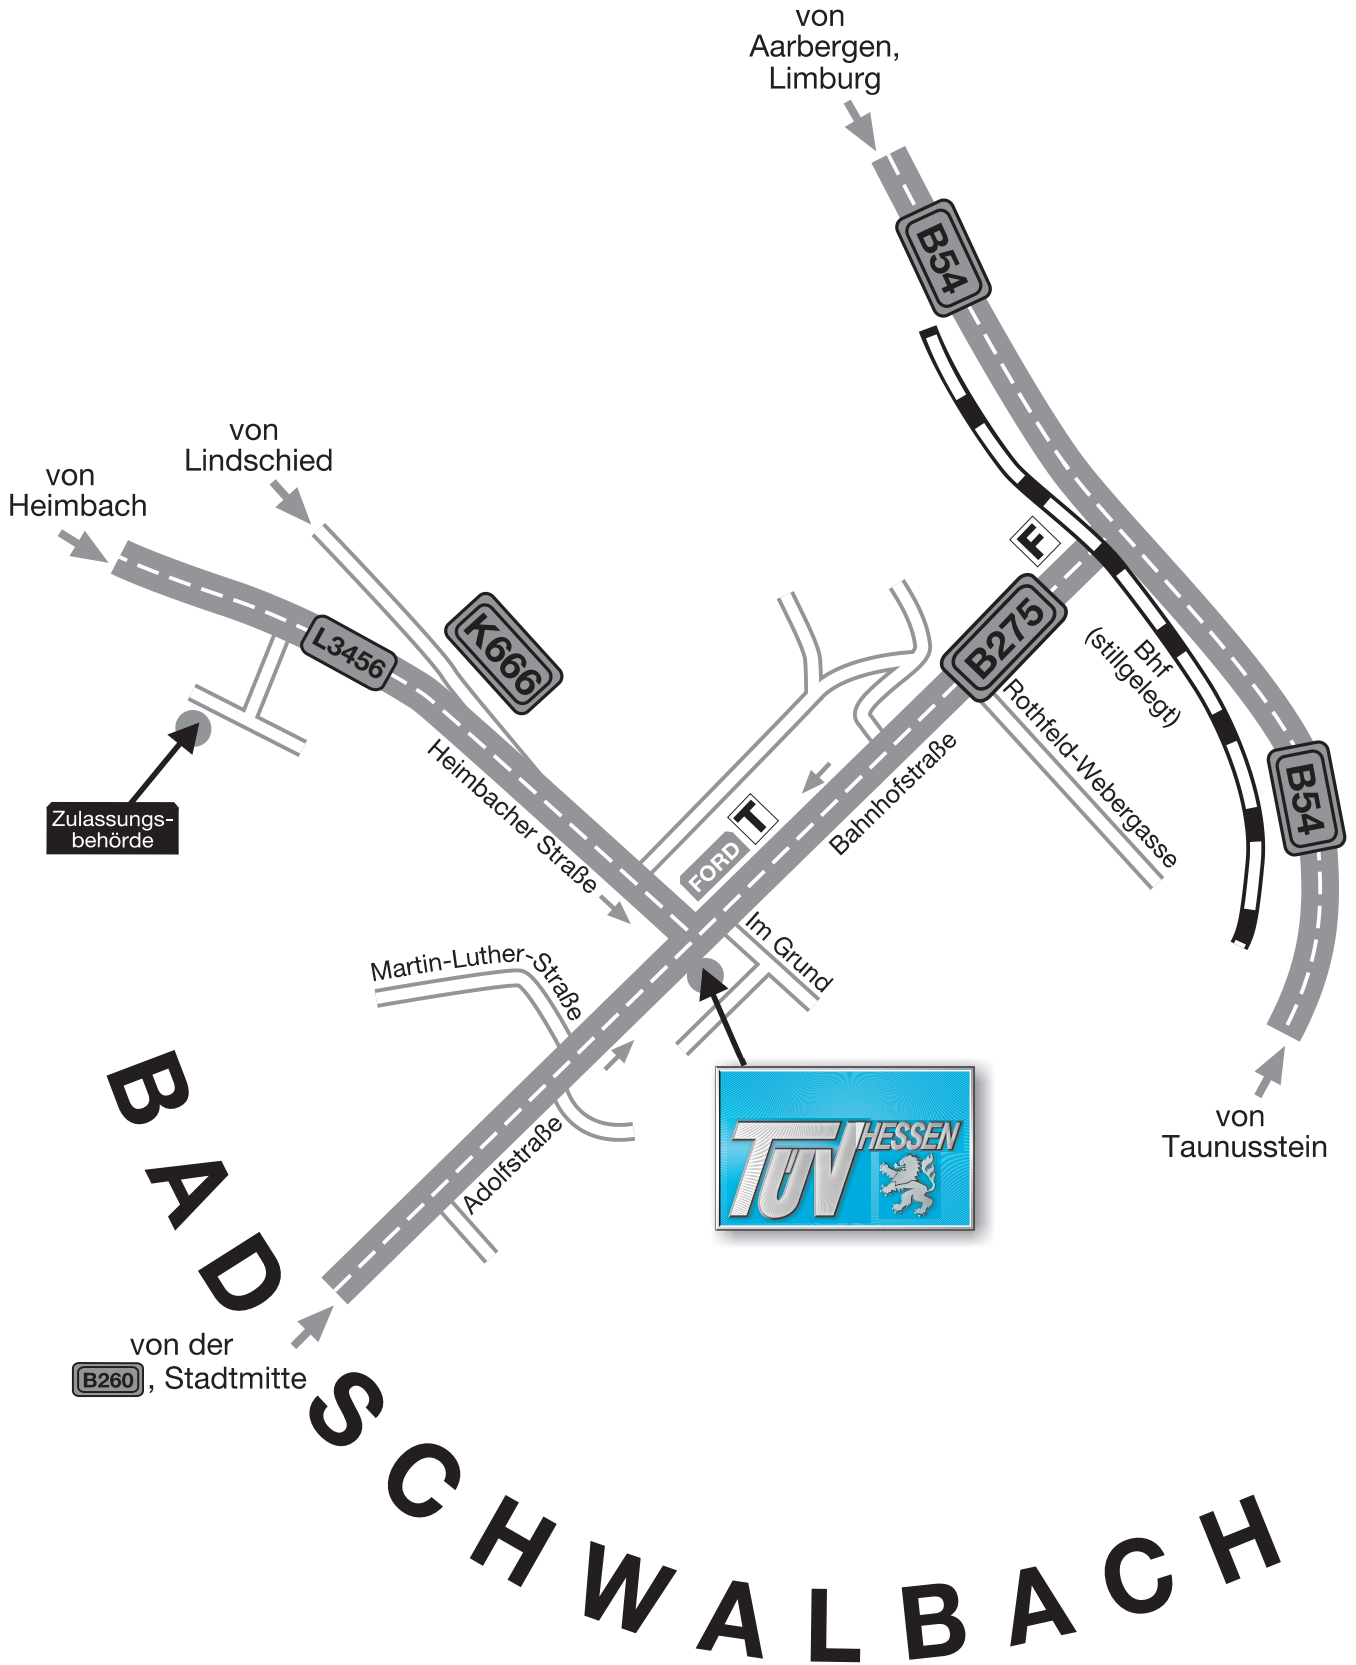 von
Aarbergen,
Limburg
B54
von
Lindschied
von
Heimbach
F
K666
B275
L3456
Bhf
(stillgelegt)
Rothfeld-Webergasse
Heimbacher Straße
Bahnhofstraße
B54
T
FORD
Zulassungs-
behörde
Im Grund
Martin-Luther-Straße
von
Taunusstein
Adolfstraße
TÜV HESSEN
von der
B260, Stadtmitte
BAD SCHWALBACH